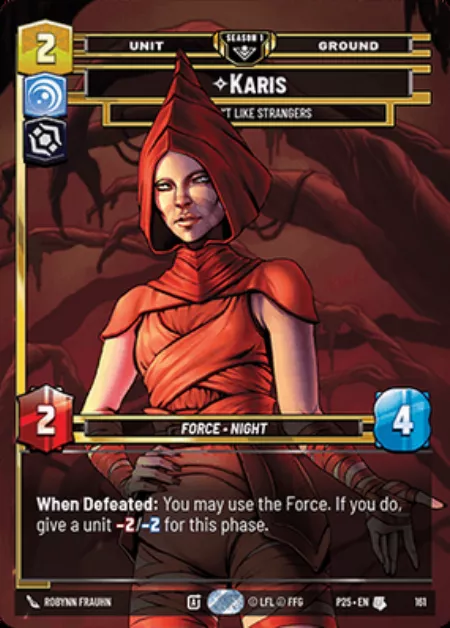 2
SEASON 1
UNIT
GROUND
KARIS
LIKE STRANGERS
2
FORCE • NIGHT
4
When Defeated: You may use the Force. If you do,
give a unit -2/-2 for this phase.
ROBYNN FRAUHN
© LFL © FFG
P25 • EN
161